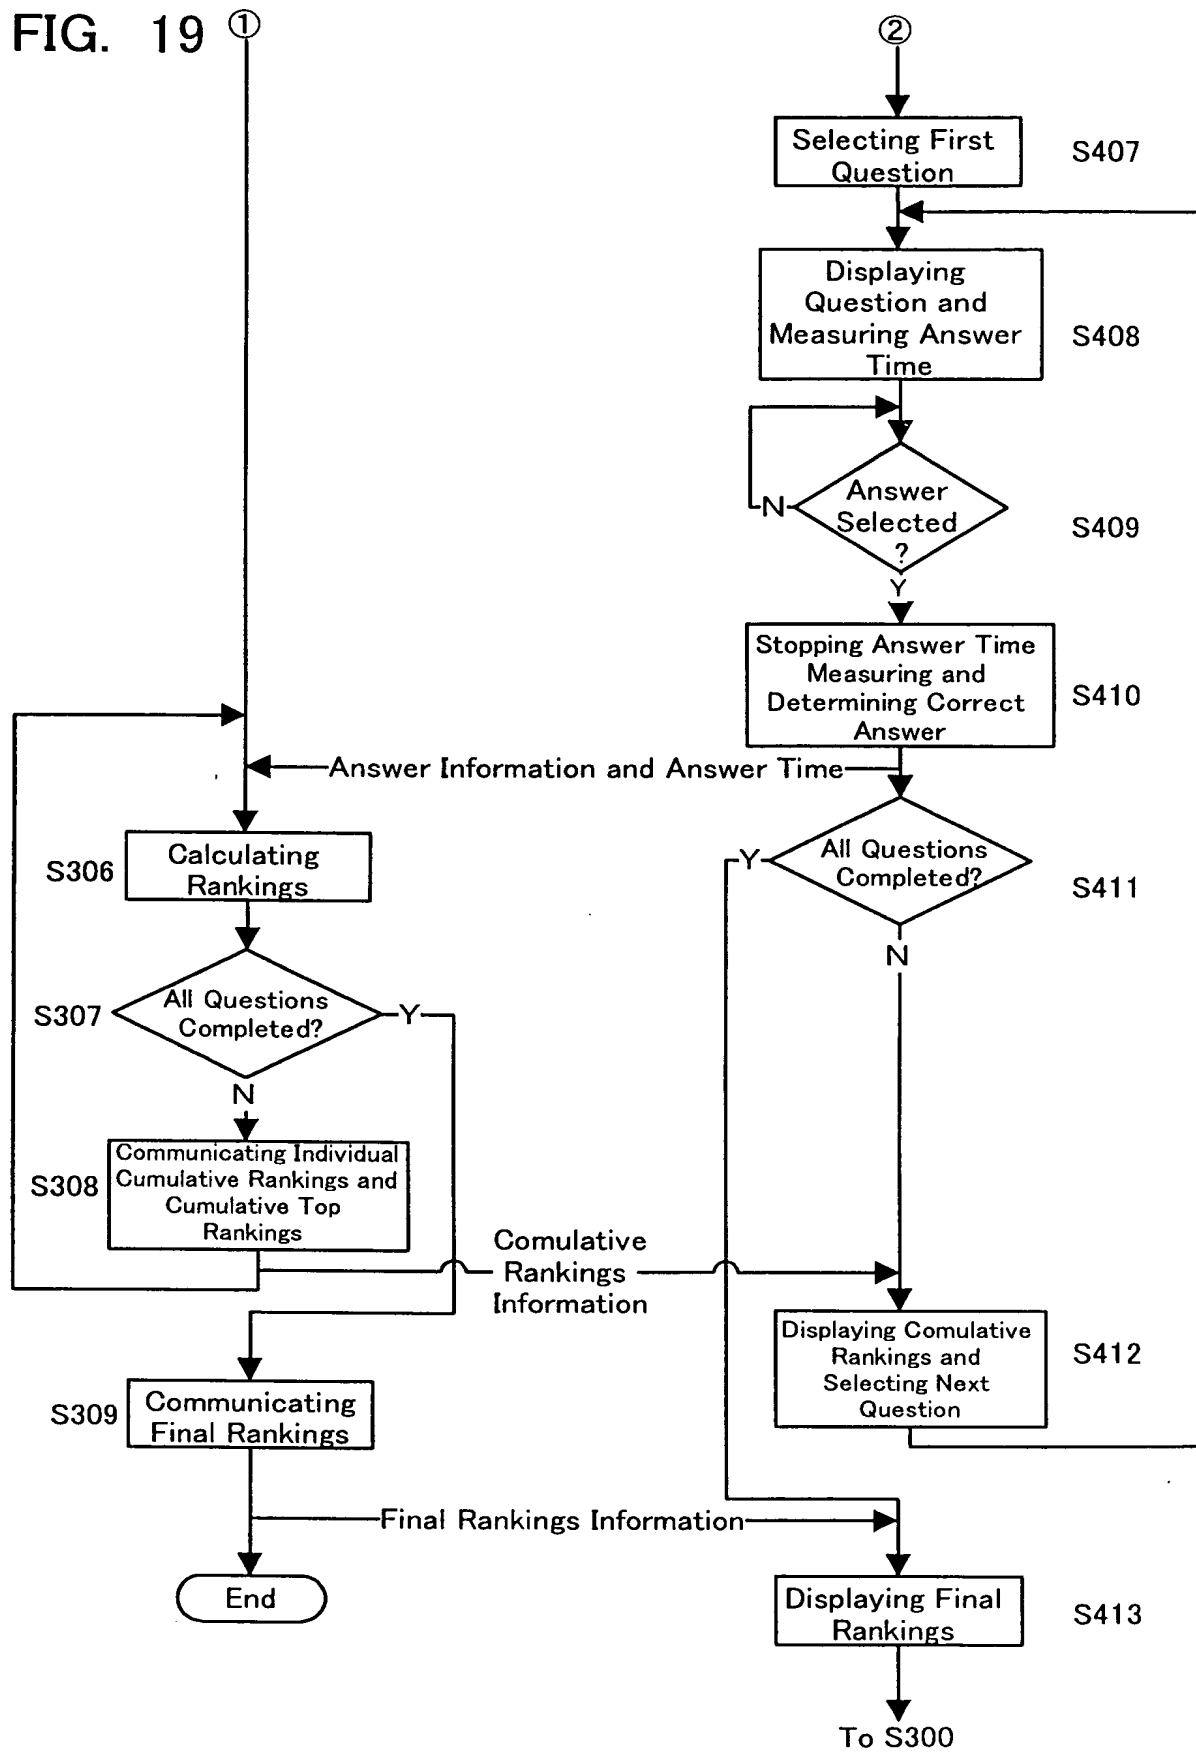 FIG. 19
①
②
Selecting First
Question
S407
Displaying
Question and
Measuring Answer
Time
S408
Answer
Selected
?
N
S409
Y
Stopping Answer Time
Measuring and
Determining Correct
Answer
S410
Answer Information and Answer Time
S306
Calculating
Rankings
Y
All Questions
Completed?
S411
N
S307
All Questions
Completed?
Y
N
S308
Communicating Individual
Cumulative Rankings and
Cumulative Top
Rankings
Comulative
Rankings
Information
Displaying Comulative
Rankings and
Selecting Next
Question
S412
S309
Communicating
Final Rankings
Final Rankings Information
End
Displaying Final
Rankings
S413
To S300